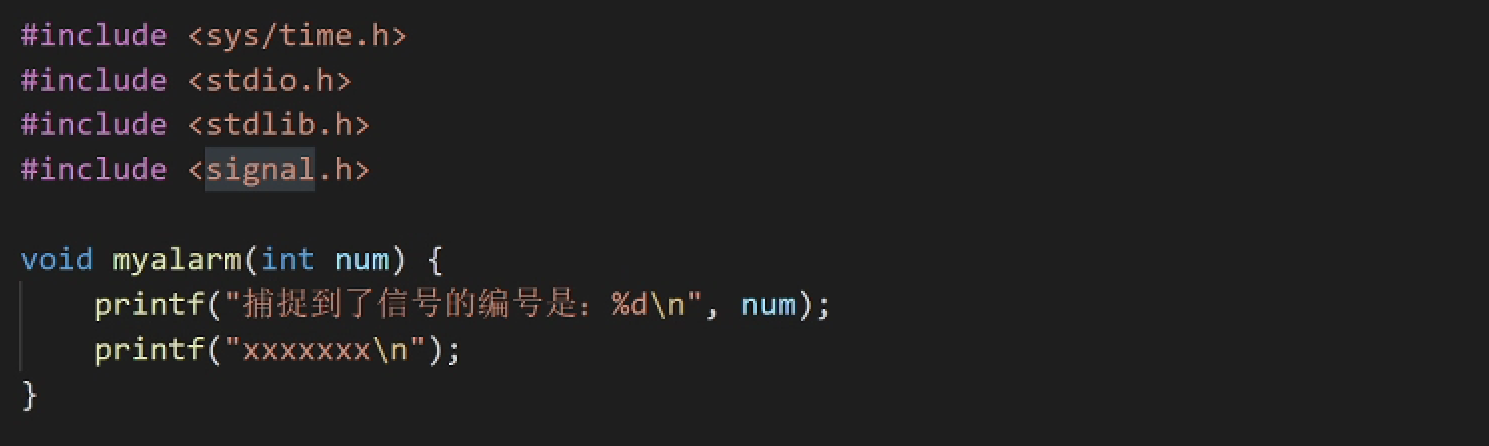 #include <sys/time.h>
#include <stdio.h>
#include <stdlib.h>
#include <signal.h>
void myalarm(int num) {
printf("捕捉到了信号的编号是：%d\n", num);
printf("xxxxxxx\n");
}